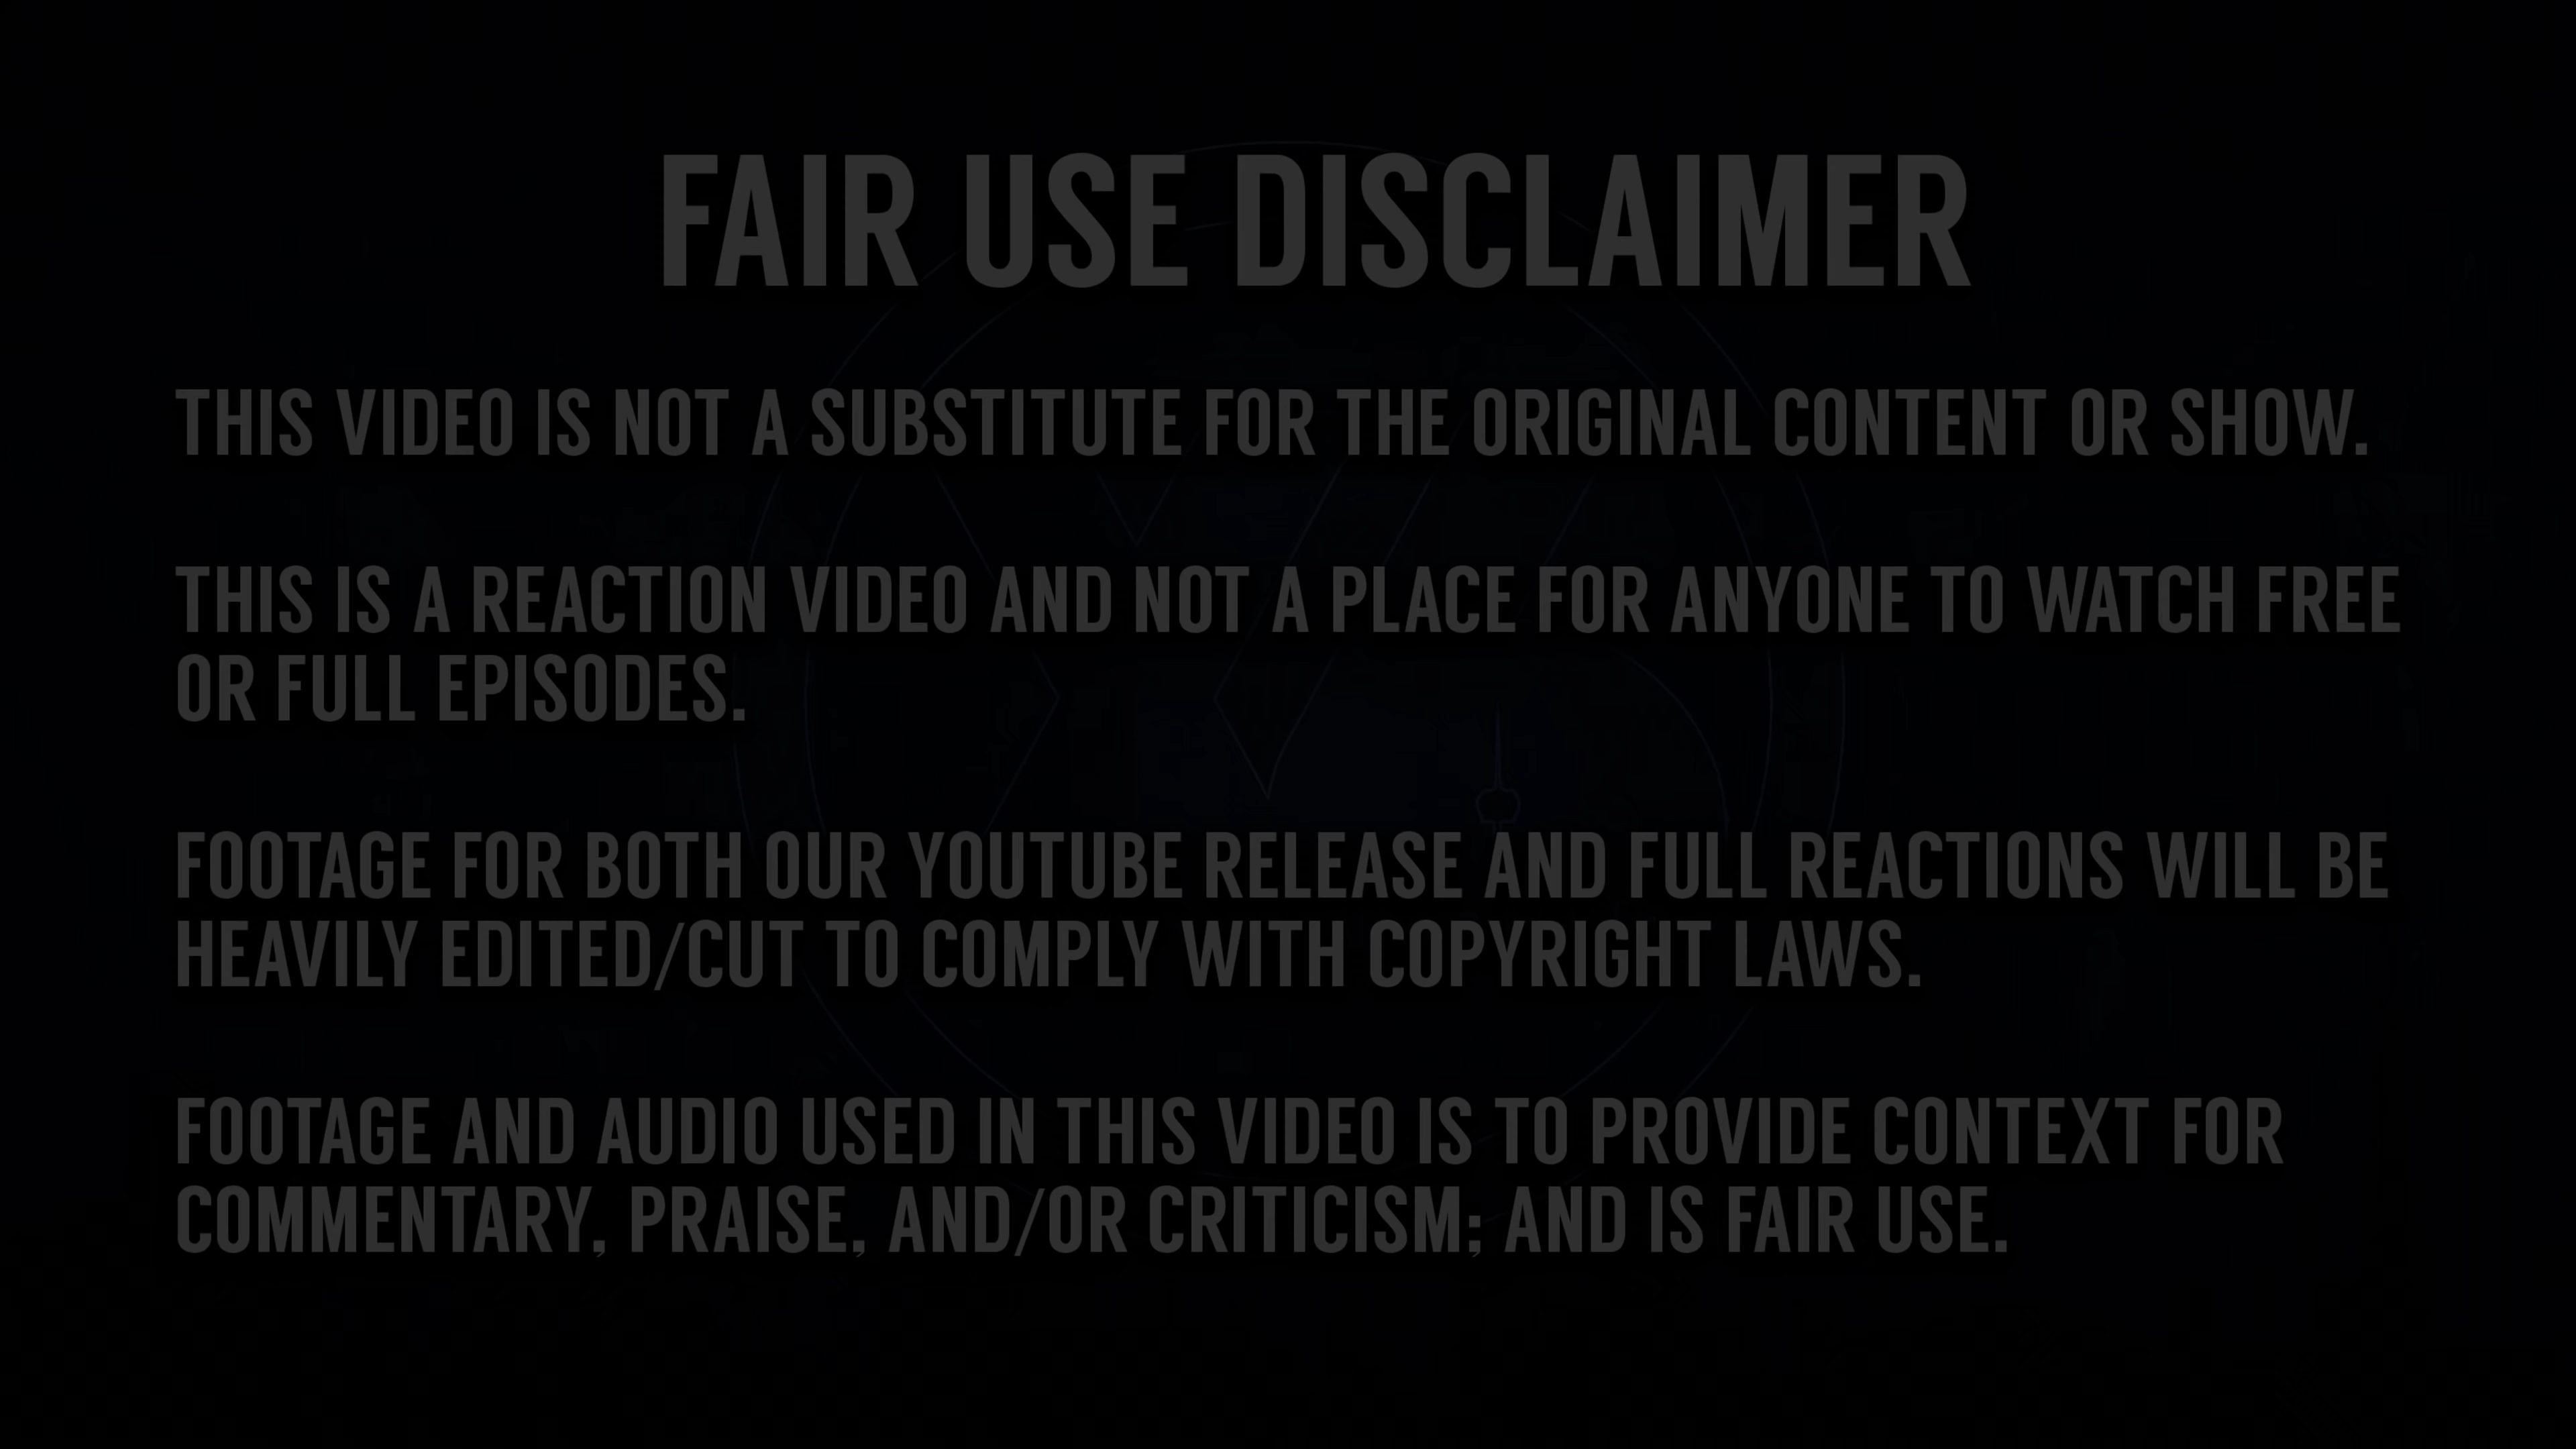 FAIR USE DISCLAIMER
THIS VIDEO IS NOT A SUBSTITUTE FOR THE ORIGINAL CONTENT OR SHOW.
THIS IS A REACTION VIDEO AND NOT A PLACE FOR ANYONE TO WATCH FREE
OR FULL EPISODES.
FOOTAGE FOR BOTH OUR YOUTUBE RELEASE AND FULL REACTIONS WILL BE
HEAVILY EDITED/CUT TO COMPLY WITH COPYRIGHT LAWS.
FOOTAGE AND AUDIO USED IN THIS VIDEO IS TO PROVIDE CONTEXT FOR
COMMENTARY, PRAISE, AND/OR CRITICISM; AND IS FAIR USE.